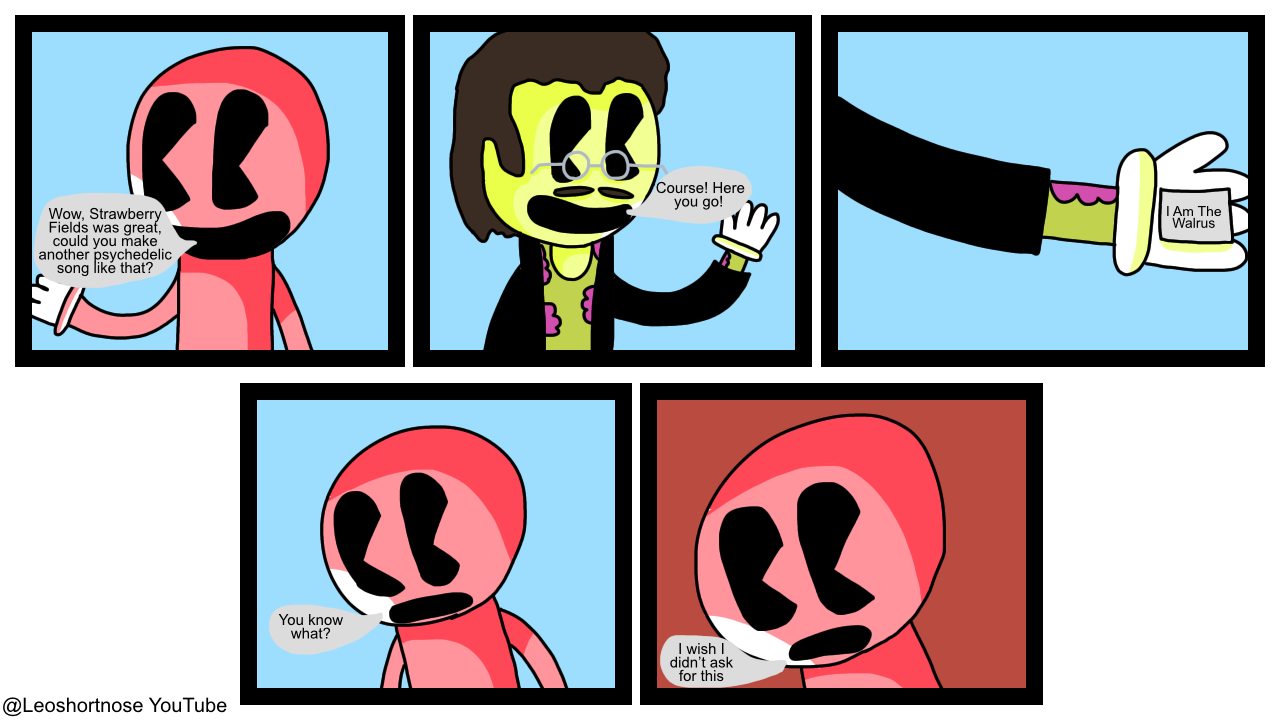 Wow, Strawberry
Fields was great,
could you make
another psychedelic
song like that?
Course! Here
you go!
I Am The
Walrus
You know
what?
I wish I
didn't ask
for this
@Leoshortnose YouTube